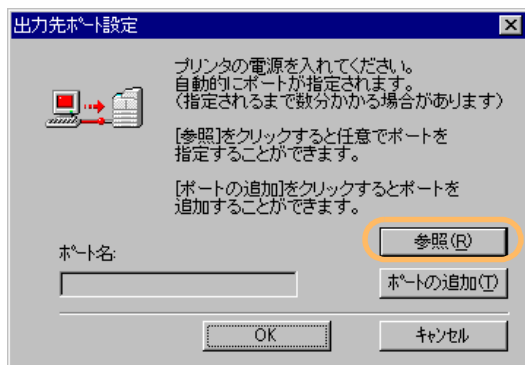 出力先ﾎﾟｰﾄ設定
プリンタの電源を入れてください。
自動的にポートが指定されます。
（指定されるまで数分かかる場合があります）
[参照]をクリックすると任意でポートを
指定することができます。
[ポートの追加]をクリックするとポートを
追加することができます。
参照(R)
ﾎﾟｰﾄ名:
ﾎﾟｰﾄの追加(T)
OK
ｷｬﾝｾﾙ